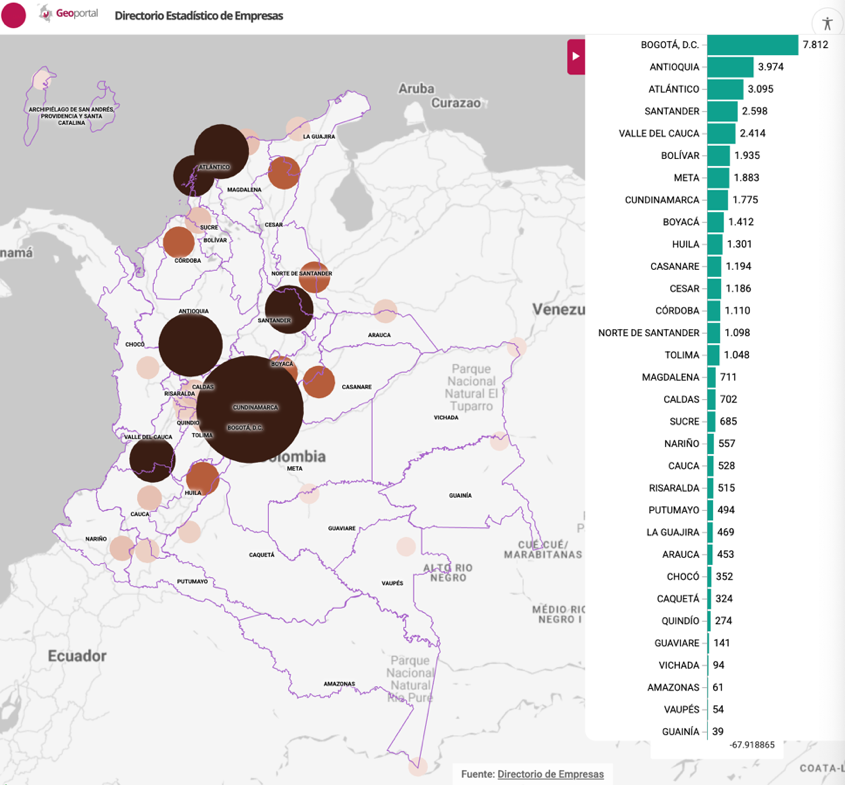 Geoportal
Directorio Estadístico de Empresas
ARCHIPIÉLAGO DE SAN ANDRÉS,
PROVIDENCIA Y SANTA
CATALINA
Aruba
Curazao
LA GUAJIRA
ATLÁNTICO
MAGDALENA
SUCRE
CESAR
BOLÍVAR
namá
CÓRDOBA
NORTE DE SANTANDER
ANTIOQUIA
SANTANDER
Venezu
CHOCÓ
ARAUCA
BOYACÁ
Parque
Nacional
Natural El
Tuparro
CALDAS
CASANARE
RISARALDA
CUNDINAMARCA
VICHADA
QUINDÍO
BOGOTÁ, D.C.
TOLIMA
VALLE DEL CAUCA
olombia
META
HUILA
GUAINÍA
CAUCA
GUAVIARE
NARIÑO
CAQUETÁ
CUÉ CUÉ/
MARABITANAS
ALTO RIO
NEGRO
PUTUMAYO
VAUPÉS
MÉDIO RIO
NEGRO I
Ecuador
Parque
Nacional
Natural
Río Puré
AMAZONAS
BOGOTÁ, D.C. 7.812
ANTIOQUIA 3.974
ATLÁNTICO 3.095
SANTANDER 2.598
VALLE DEL CAUCA 2.414
BOLÍVAR 1.935
META 1.883
CUNDINAMARCA 1.775
BOYACÁ 1.412
HUILA 1.301
CASANARE 1.194
CESAR 1.186
CÓRDOBA 1.110
NORTE DE SANTANDER 1.098
TOLIMA 1.048
MAGDALENA 711
CALDAS 702
SUCRE 685
NARIÑO 557
CAUCA 528
RISARALDA 515
PUTUMAYO 494
LA GUAJIRA 469
ARAUCA 453
CHOCÓ 352
CAQUETÁ 324
QUINDÍO 274
GUAVIARE 141
VICHADA 94
AMAZONAS 61
VAUPÉS 54
GUAINÍA 39
-67.918865
COATA-L
Fuente: Directorio de Empresas